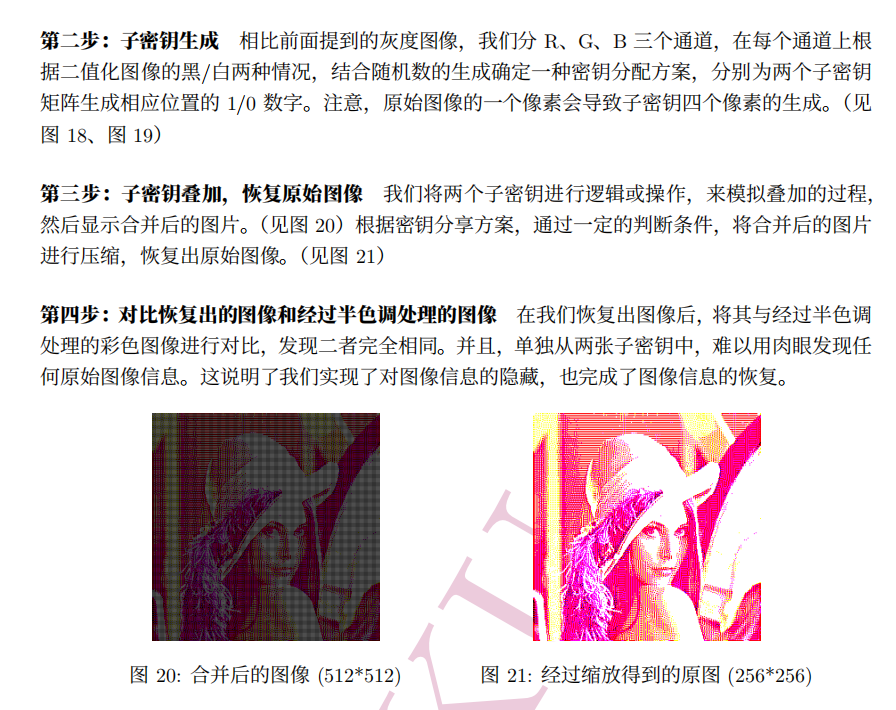 第二步：子密钥生成 相比前面提到的灰度图像，我们分 R、G、B 三个通道，在每个通道上根
据二值化图像的黑/白两种情况，结合随机数的生成确定一种密钥分配方案，分别为两个子密钥
矩阵生成相应位置的 1/0 数字。注意，原始图像的一个像素会导致子密钥四个像素的生成。（见
图 18、图 19）
第三步：子密钥叠加，恢复原始图像 我们将两个子密钥进行逻辑或操作，来模拟叠加的过程，
然后显示合并后的图片。（见图 20）根据密钥分享方案，通过一定的判断条件，将合并后的图片
进行压缩，恢复出原始图像。（见图 21）
第四步：对比恢复出的图像和经过半色调处理的图像 在我们恢复出图像后，将其与经过半色调
处理的彩色图像进行对比，发现二者完全相同。并且，单独从两张子密钥中，难以用肉眼发现任
何原始图像信息。这说明了我们实现了对图像信息的隐藏，也完成了图像信息的恢复。
图 20: 合并后的图像 (512*512)
图 21: 经过缩放得到的原图 (256*256)